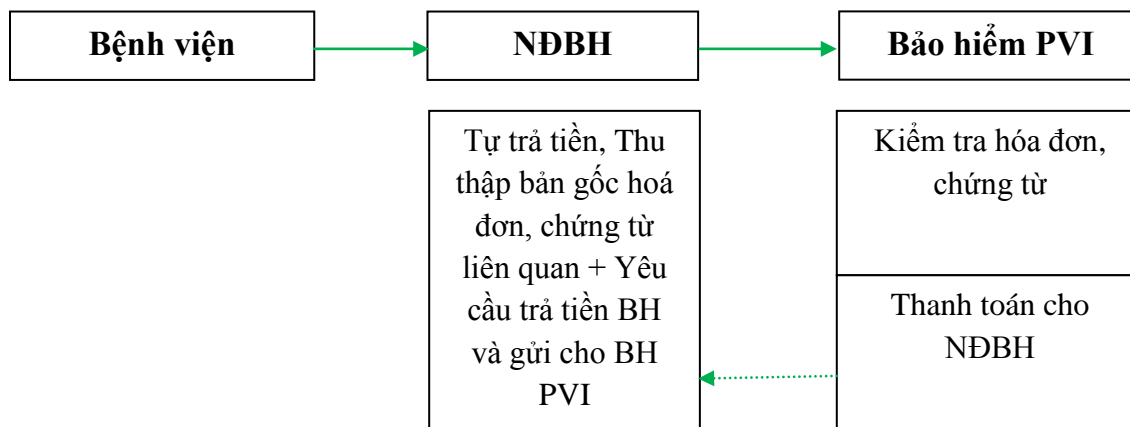 Bệnh viện
NĐBH
Bảo hiểm PVI
Tự trả tiền, Thu
thập bản gốc hoá
đơn, chứng từ
liên quan + Yêu
cầu trả tiền BH
và gửi cho BH
PVI
Kiểm tra hóa đơn,
chứng từ
Thanh toán cho
NĐBH